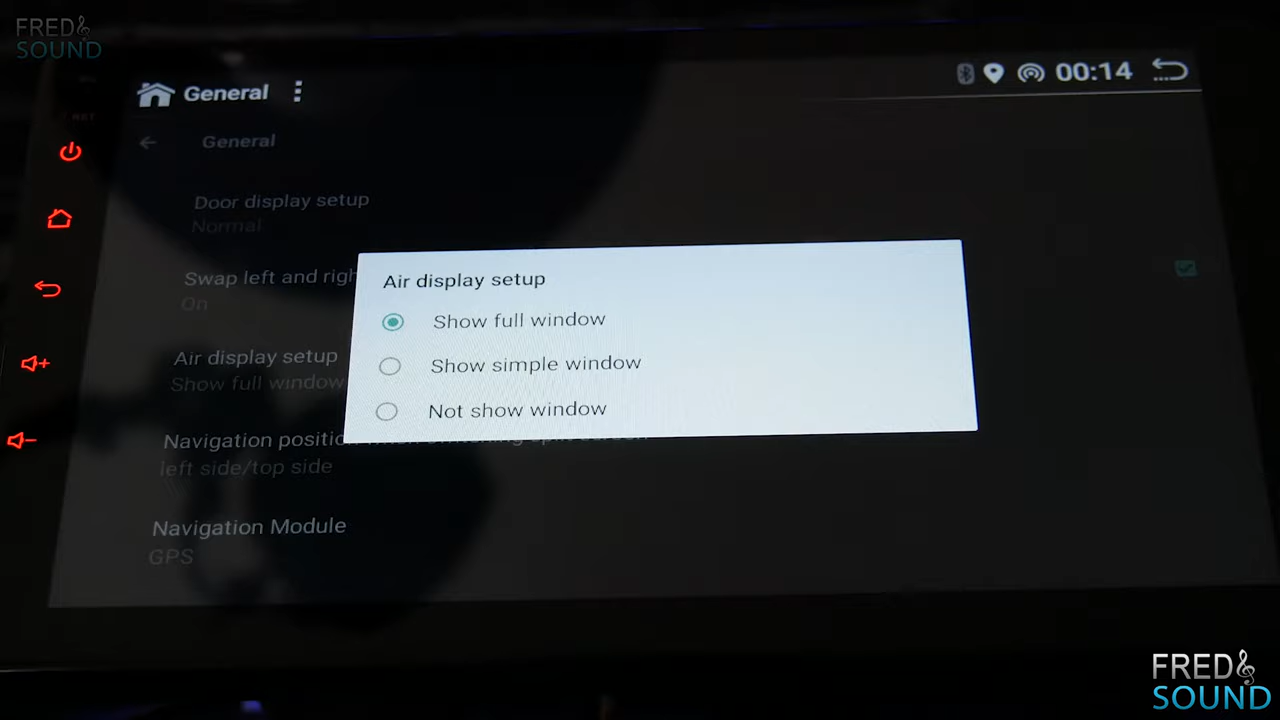 FRED
SOUND
General
00:14
General
Door display setup
Normal
Swap left and righ
On
Air display setup
Show full window
Navigation positio
left side/top side
Navigation Module
GPS
Air display setup
Show full window
Show simple window
Not show window
FRED
SOUND